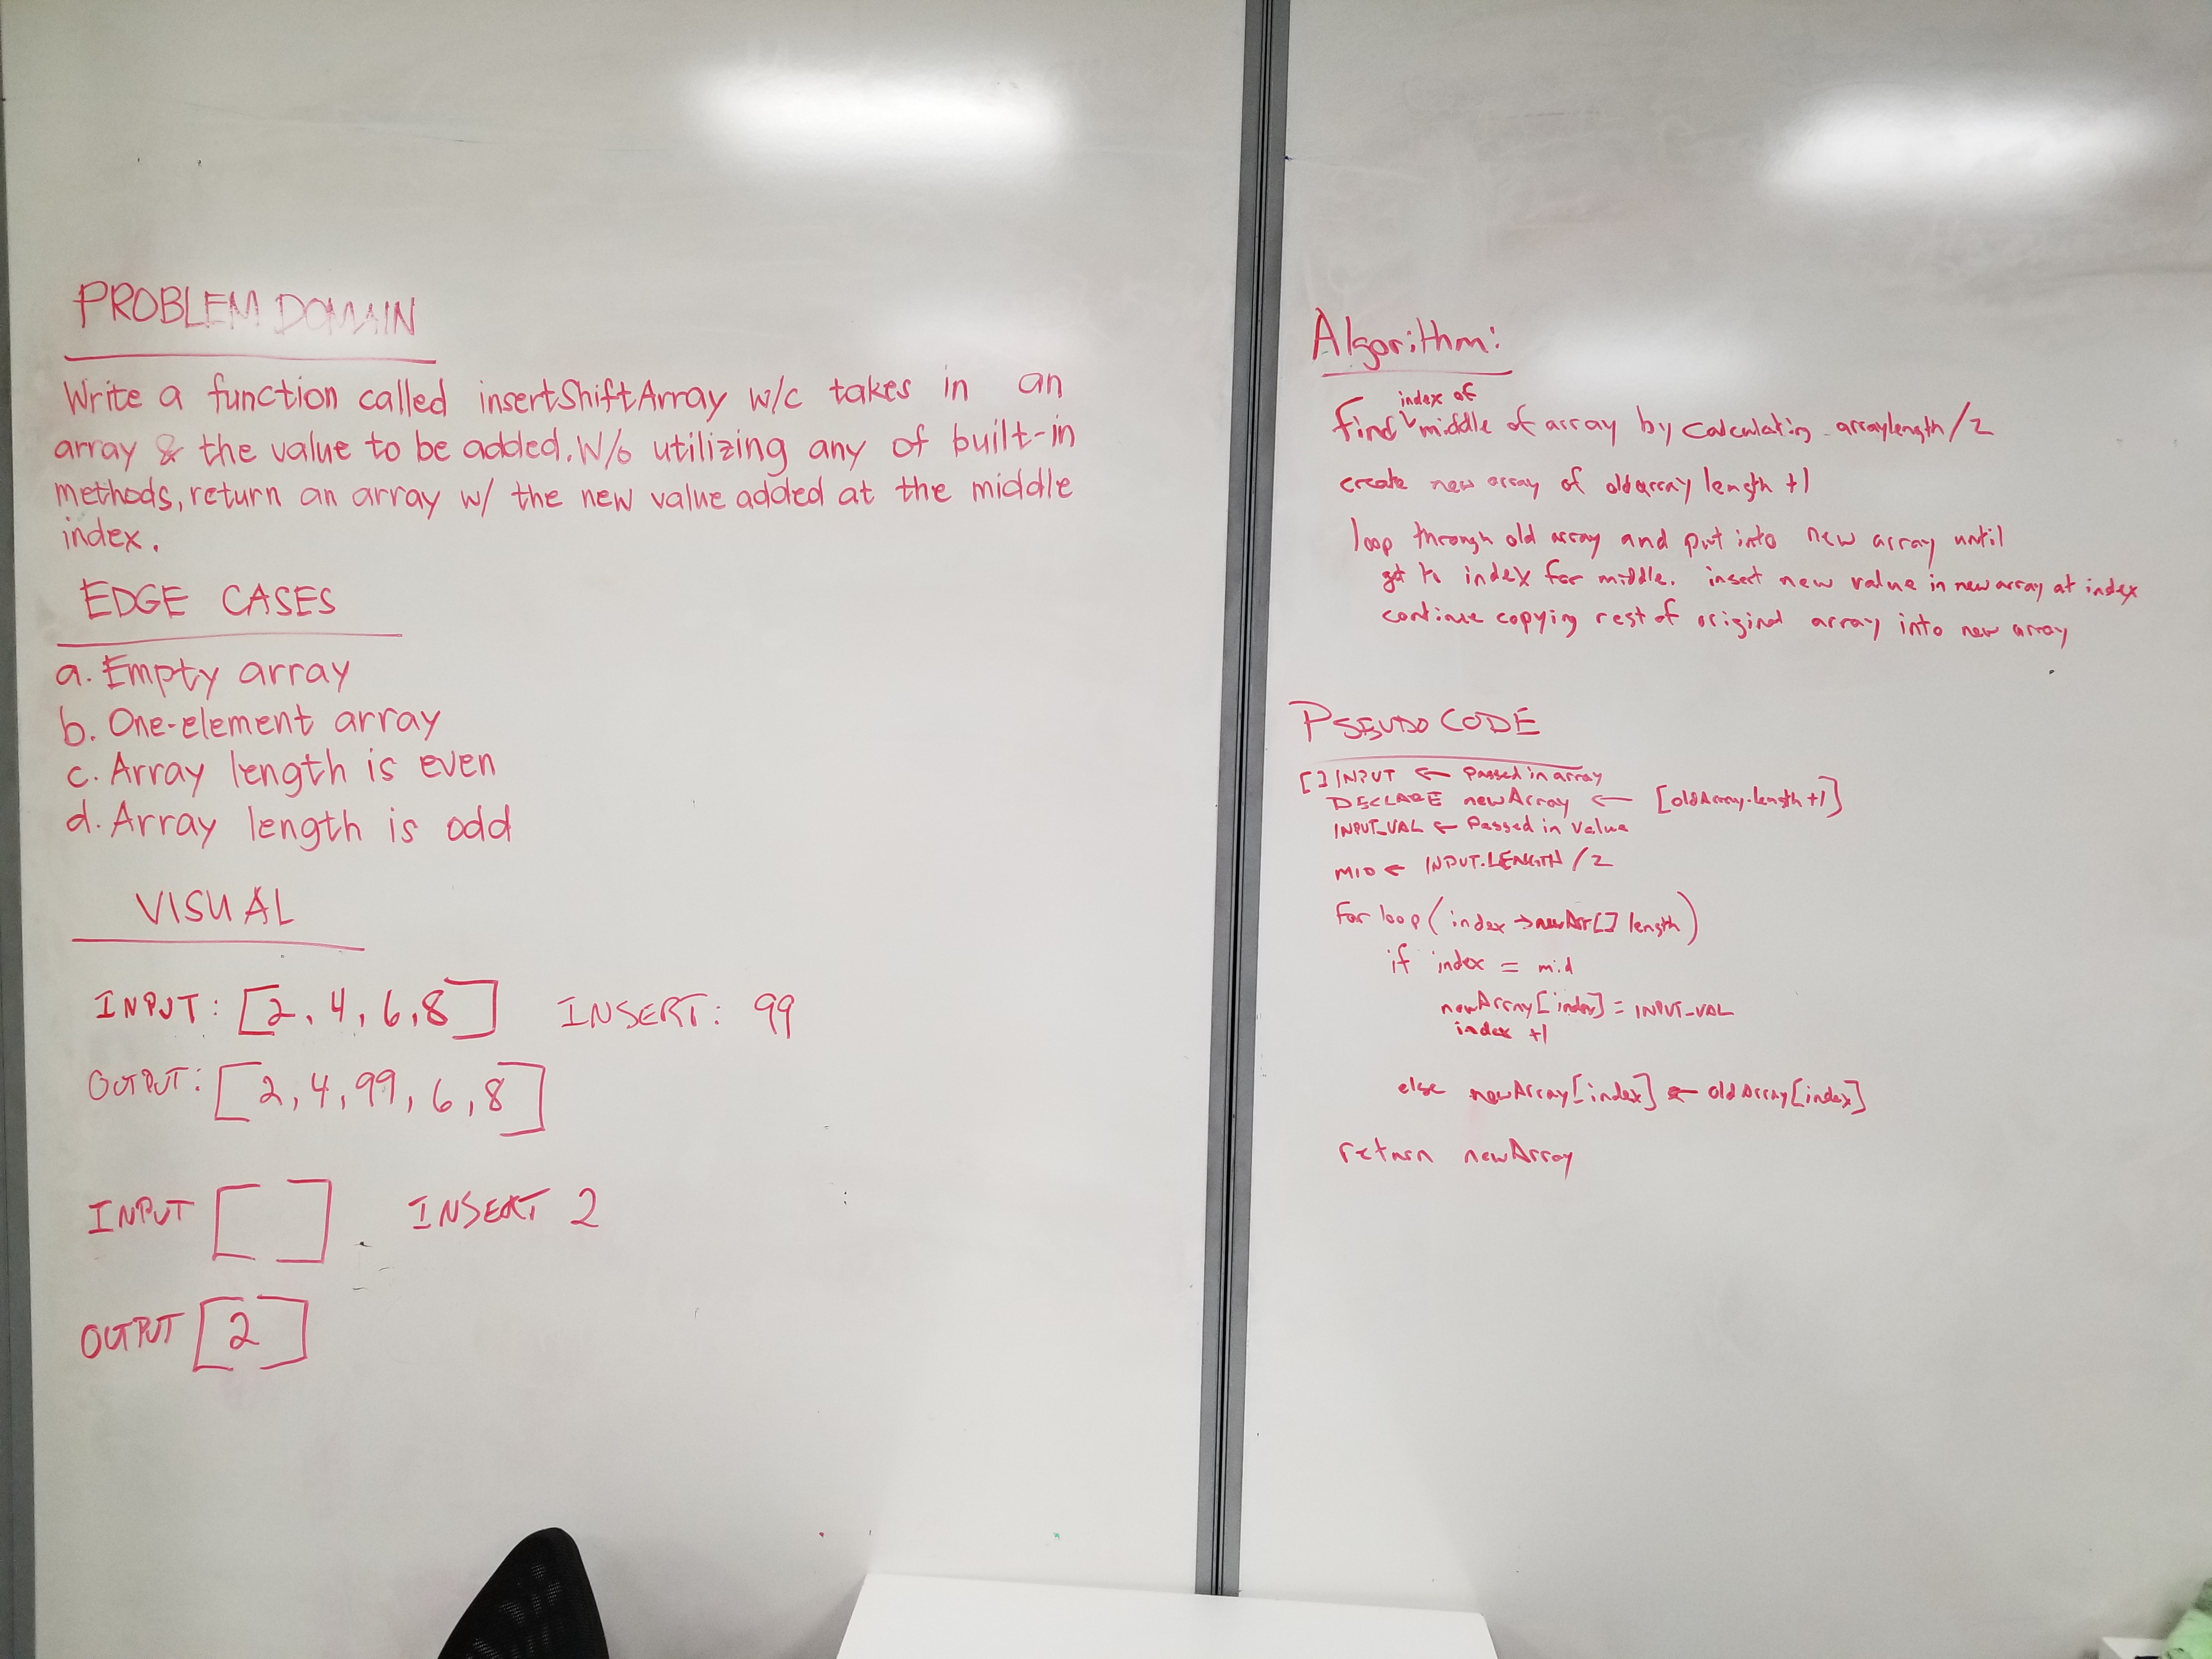 PROBLEM DOMAIN
Write a function called insertShiftArray w/c takes in an
array & the value to be added. W/o utilizing any of built-in
methods, return an array w/ the new value added at the middle
index.
EDGE CASES
a. Empty array
b. One-element array
c. Array length is even
d. Array length is odd
VISUAL
INPUT: [2, 4, 6, 8] INSERT: 99
OUTPUT: [2, 4, 99, 6, 8]
INPUT [ ] INSERT 2
OUTPUT [2]
Algorithm:
index of
find middle of array by calculating arraylength/2
create new array of old array length +1
loop through old array and put into new array until
get to index for middle. insert new value in new array at index
continue copying rest of original array into new array
PSEUDO CODE
[] INPUT ← Passed in array
DECLARE newArray ← [oldArray.length +1]
INPUT_VAL ← Passed in value
MID ← INPUT.LENGTH / 2
for loop (index → newArr[] length)
if index = mid
newArray[index] = INPUT_VAL
index +1
else newArray[index] ← oldArray[index]
return newArray